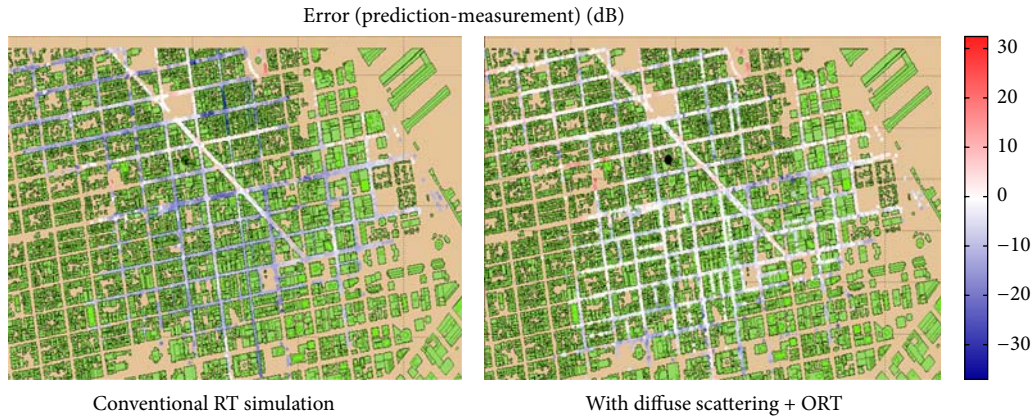 Error (prediction-measurement) (dB)
30
20
10
0
−10
−20
−30
Conventional RT simulation
With diffuse scattering + ORT